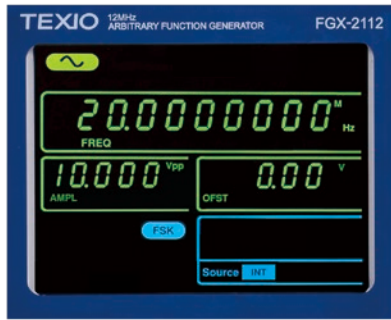 TEXIO 12MHz ARBITRARY FUNCTION GENERATOR FGX-2112
20.0000000 M Hz
FREQ
10.000 Vpp
AMPL
0.00 V
OFST
FSK
Source INT